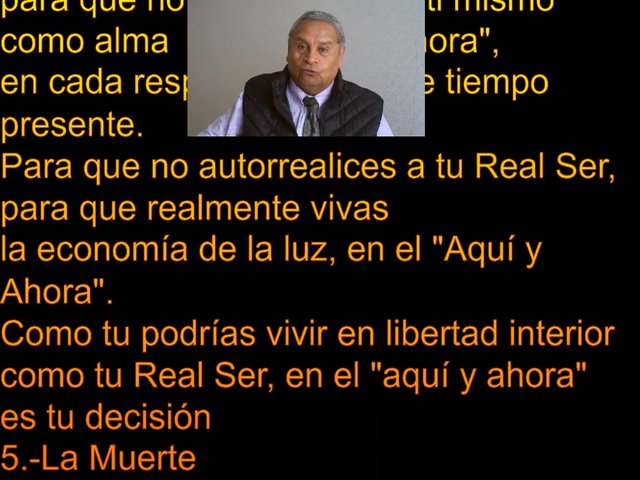 para que no ti mismo
como alma hora",
en cada resp e tiempo
presente.
Para que no autorrealices a tu Real Ser,
para que realmente vivas
la economía de la luz, en el "Aquí y
Ahora".
Como tu podrías vivir en libertad interior
como tu Real Ser, en el "aquí y ahora"
es tu decisión
5.-La Muerte